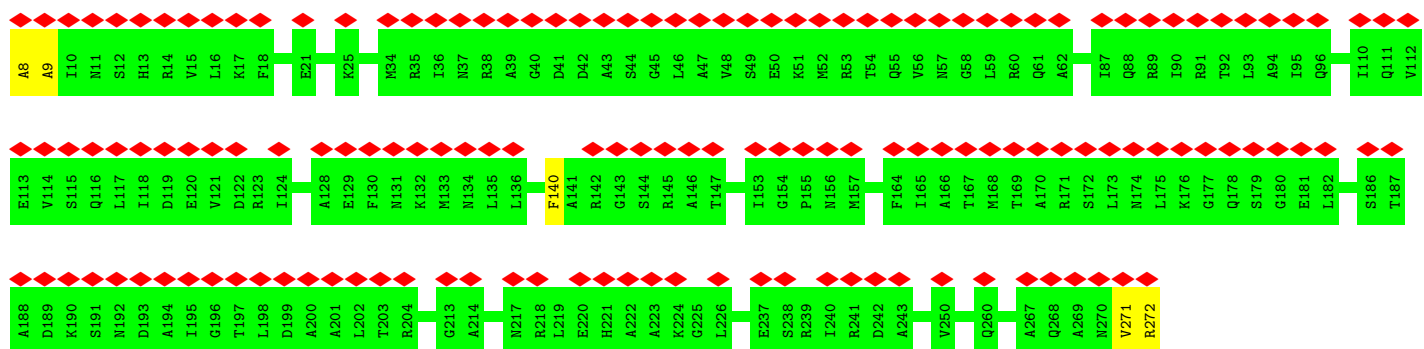 A8 A9 I10 N11 S12 H13 R14 V15 L16 K17 F18 E21 K25 M34 R35 I36 N37 R38 A39 G40 D41 D42 A43 S44 G45 L46 A47 V48 S49 E50 K51 M52 R53 T54 Q55 V56 N57 G58 L59 R60 Q61 A62 I87 Q88 R89 I90 R91 T92 L93 A94 I95 Q96 I110 Q111 V112
E113 V114 S115 Q116 L117 I118 D119 E120 V121 D122 R123 I124 A128 E129 F130 N131 K132 M133 N134 L135 L136 F140 A141 R142 G143 S144 R145 A146 T147 I153 G154 P155 N156 M157 F164 I165 A166 T167 M168 T169 A170 R171 S172 L173 N174 L175 K176 G177 Q178 S179 G180 E181 L182 S186 T187
A188 D189 K190 S191 N192 D193 A194 I195 G196 T197 L198 D199 A200 A201 L202 T203 R204 G213 A214 N217 R218 L219 E220 H221 A222 A223 K224 G225 L226 E237 S238 R239 I240 R241 D242 A243 V250 Q260 A267 Q268 A269 N270 V271 R272